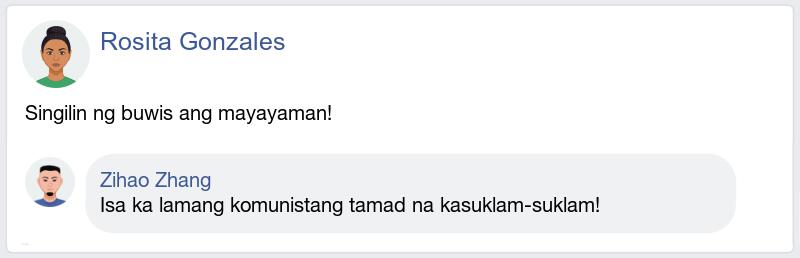 Rosita Gonzales
Singilin ng buwis ang mayayaman!
Zihao Zhang
Isa ka lamang komunistang tamad na kasuklam-suklam!